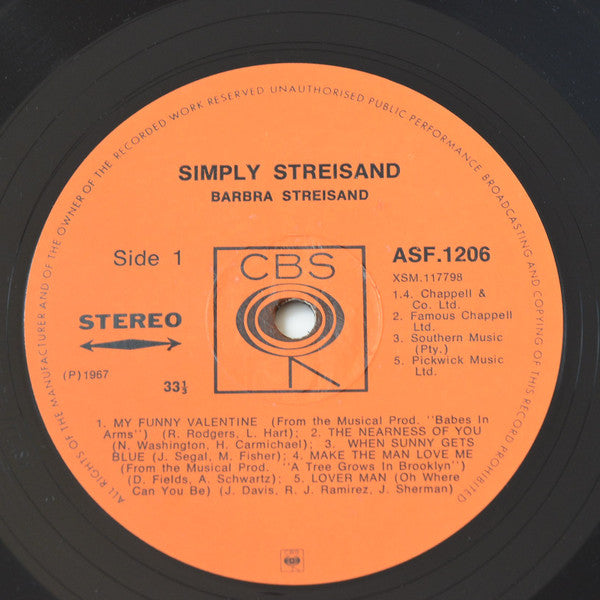 ALL RIGHTS OF THE MANUFACTURER AND OF THE OWNER OF THE RECORDED WORK RESERVED UNAUTHORISED PUBLIC PERFORMANCE BROADCASTING AND COPYING OF THIS RECORD PROHIBITED
SIMPLY STREISAND
BARBRA STREISAND
Side 1
CBS
ASF.1206
XSM.117798
STEREO
(P) 1967
33⅓
1.4. Chappell &
Co. Ltd.
2. Famous Chappell
Ltd.
3. Southern Music
(Pty.)
5. Pickwick Music
Ltd.
1. MY FUNNY VALENTINE (From the Musical Prod. "Babes In
Arms") (R. Rodgers, L. Hart); 2. THE NEARNESS OF YOU
(N. Washington, H. Carmichael); 3. WHEN SUNNY GETS
BLUE (J. Segal, M. Fisher); 4. MAKE THE MAN LOVE ME
(From the Musical Prod. "A Tree Grows In Brooklyn")
(D. Fields, A. Schwartz); 5. LOVER MAN (Oh Where
Can You Be) (J. Davis, R. J. Ramirez, J. Sherman)